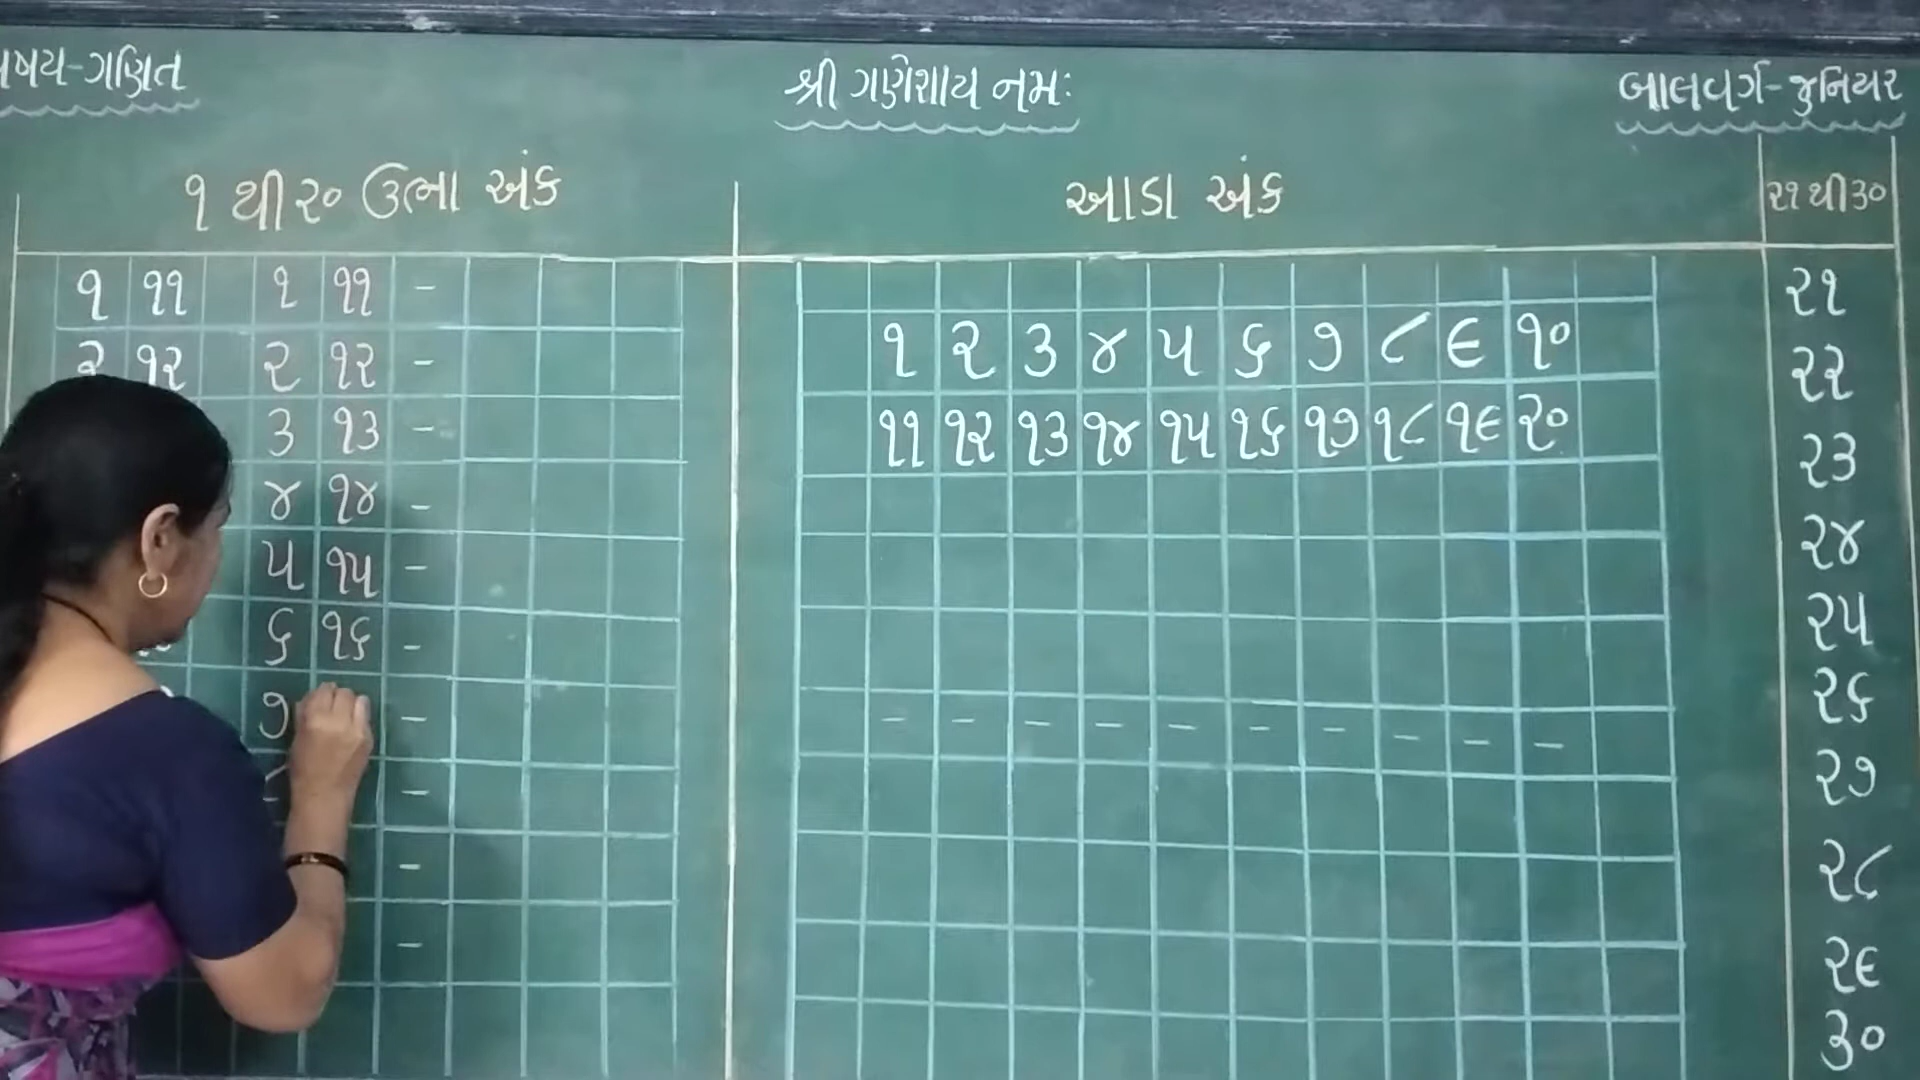 વિષય-ગણિત
શ્રી ગણેશાય નમઃ
બાલવર્ગ-જુનિયર
૧ થી ૨૦ ઉભા અંક
આડા અંક
૨૧ થી ૩૦
૧ ૧૧ ૧ ૧૧ -
૨ ૧૨ ૨ ૧૨ -
૩ ૧૩ -
૪ ૧૪ -
૫ ૧૫ -
૬ ૧૬ -
૭ -
-
-
-
૧ ૨ ૩ ૪ ૫ ૬ ૭ ૮ ૯ ૧૦
૧૧ ૧૨ ૧૩ ૧૪ ૧૫ ૧૬ ૧૭ ૧૮ ૧૯ ૨૦
- - - - - - - - - -
૨૧
૨૨
૨૩
૨૪
૨૫
૨૬
૨૭
૨૮
૨૯
૩૦